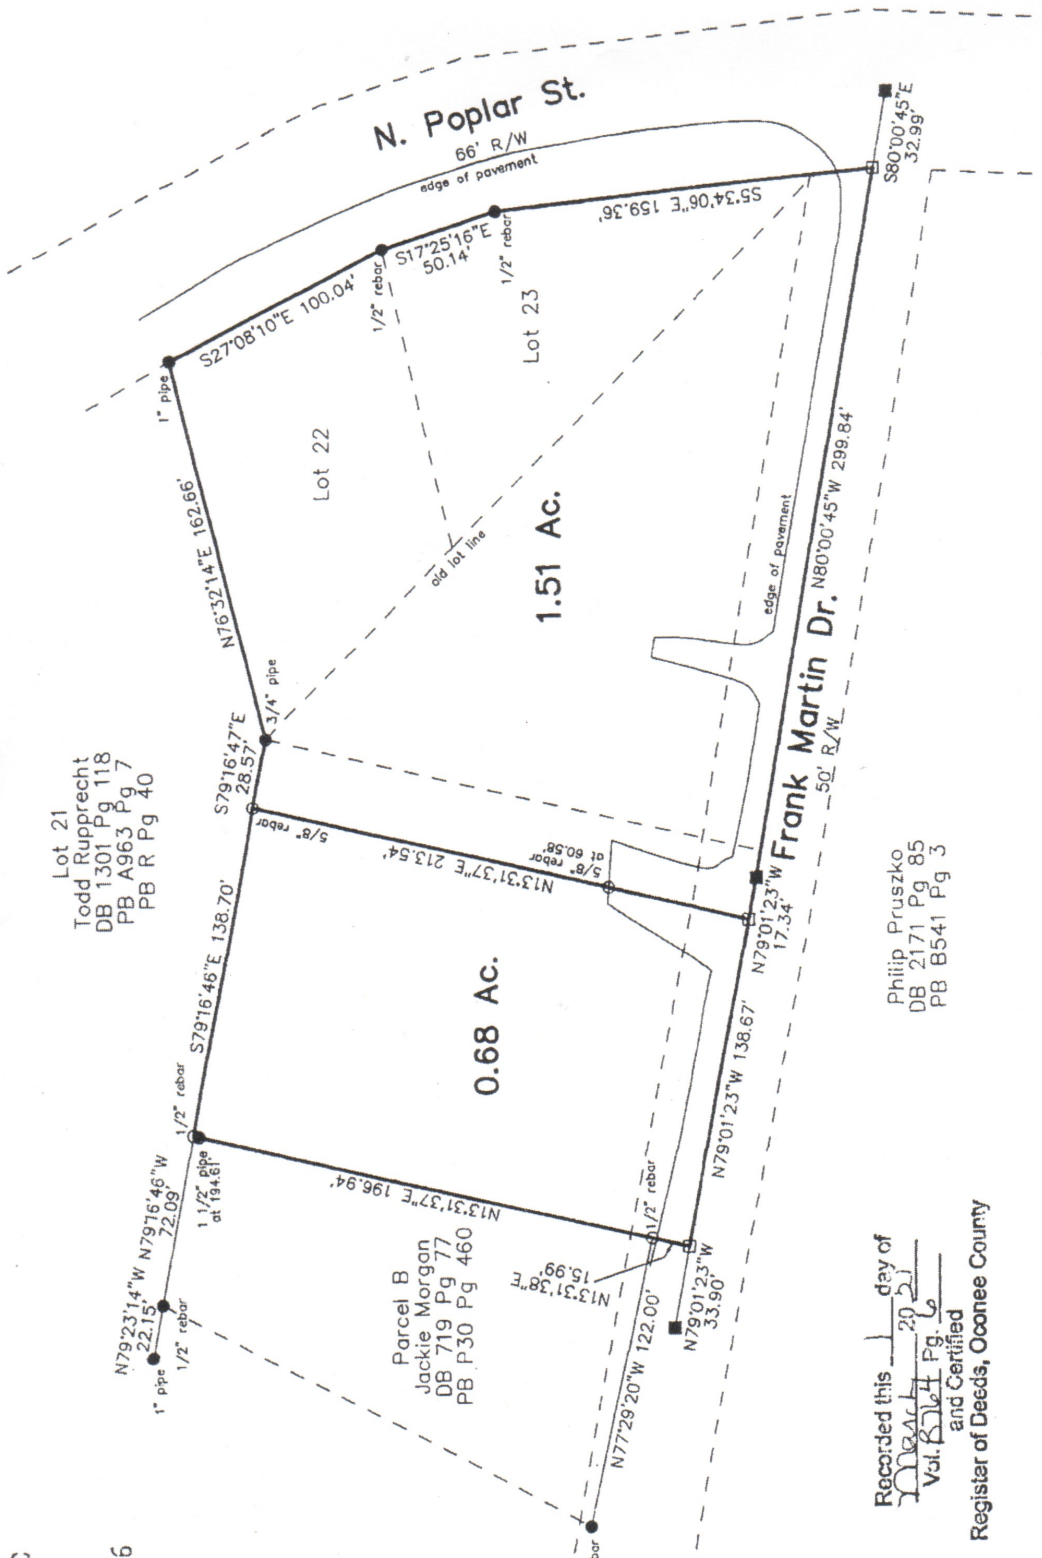 N. Poplar St.
66' R/W
edge of pavement
S80°00'45"E
32.99'
S5°34'06"E 159.36'
1/2" rebar
S17°25'16"E
50.14'
1/2" rebar
S27°08'10"E 100.04'
1" pipe
Lot 23
Lot 22
N76°32'14"E 162.66'
old lot line
1.51 Ac.
edge of pavement
N80°00'45"W 299.84'
Frank Martin Dr.
50' R/W
3/4" pipe
S79°16'47"E
28.57'
5/8" rebar
N13°31'37"E 213.54'
5/8" rebar
at 60.58'
N79°01'23"W
17.34'
Lot 21
Todd Rupprecht
DB 1301 Pg 118
PB A963 Pg 7
PB R Pg 40
S79°16'46"E 138.70'
0.68 Ac.
N79°01'23"W 138.67'
Philip Pruszko
DB 2171 Pg 85
PB B541 Pg 3
1/2" rebar
1 1/2" pipe
at 194.61'
N13°31'37"E 196.94'
1/2" rebar
N13°31'38"E
15.99'
N79°01'23"W
33.90'
N79°16'46"W
72.09'
N79°23'14"W
22.15'
1/2" rebar
1" pipe
Parcel B
Jackie Morgan
DB 719 Pg 77
PB P30 Pg 460
N77°29'20"W 122.00'
Recorded this 1 day of
March 20 21
Vol. B764 Pg. 6
and Certified
Register of Deeds, Oconee County
6